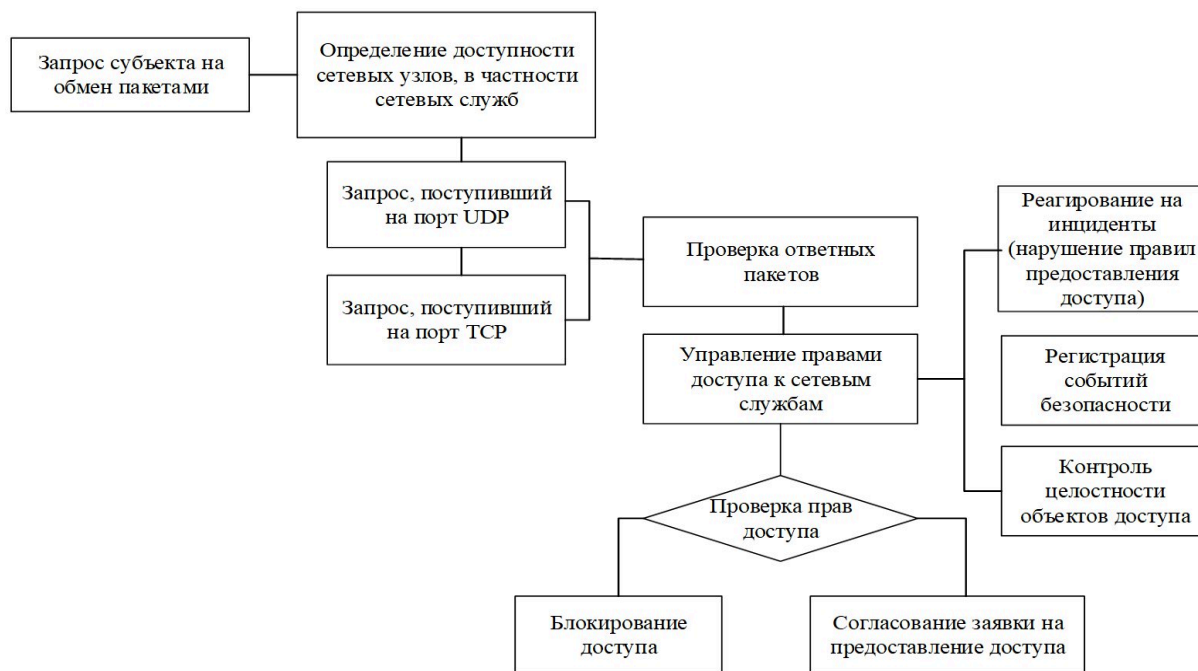 Запрос субъекта на
обмен пакетами
Определение доступности
сетевых узлов, в частности
сетевых служб
Запрос, поступивший
на порт UDP
Запрос, поступивший
на порт TCP
Проверка ответных
пакетов
Управление правами
доступа к сетевым
службам
Реагирование на
инциденты
(нарушение правил
предоставления
доступа)
Регистрация
событий
безопасности
Контроль
целостности
объектов доступа
Проверка прав
доступа
Блокирование
доступа
Согласование заявки на
предоставление доступа